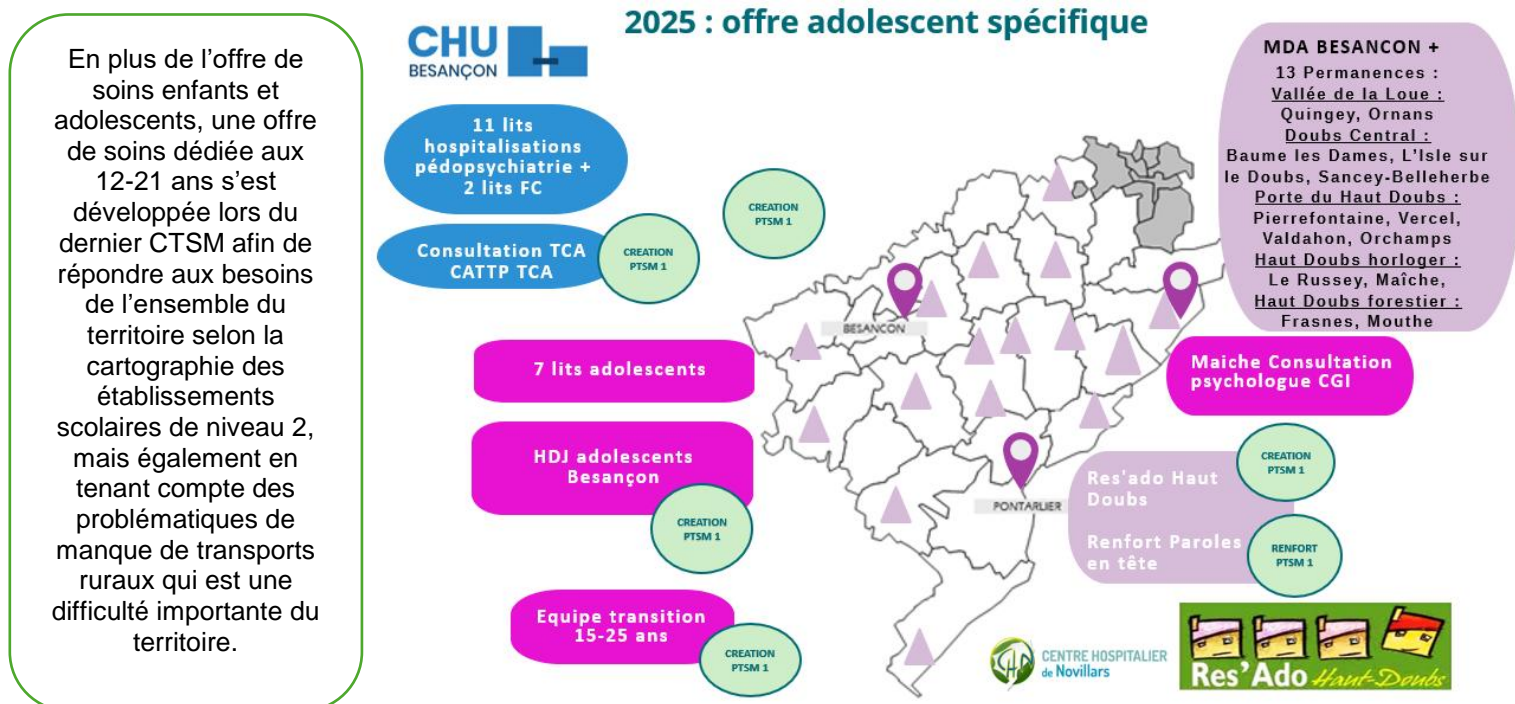 En plus de l’offre de
soins enfants et
adolescents, une offre
de soins dédiée aux
12-21 ans s’est
développée lors du
dernier CTSM afin de
répondre aux besoins
de l’ensemble du
territoire selon la
cartographie des
établissements
scolaires de niveau 2,
mais également en
tenant compte des
problématiques de
manque de transports
ruraux qui est une
difficulté importante du
territoire.
2025 : offre adolescent spécifique
CHU
BESANÇON
11 lits
hospitalisations
pédopsychiatrie +
2 lits FC
Consultation TCA
CATTP TCA
CREATION
PTSM 1
CREATION
PTSM 1
7 lits adolescents
HDJ adolescents
Besançon
CREATION
PTSM 1
Equipe transition
15-25 ans
CREATION
PTSM 1
BESANCON
PONTARLIER
MDA BESANCON +
13 Permanences :
Vallée de la Loue :
Quingey, Ornans
Doubs Central :
Baume les Dames, L'Isle sur
le Doubs, Sancey-Belleherbe
Porte du Haut Doubs :
Pierrefontaine, Vercel,
Valdahon, Orchamps
Haut Doubs horloger :
Le Russey, Maîche,
Haut Doubs forestier :
Frasnes, Mouthe
Maiche Consultation
psychologue CGI
Res'ado Haut
Doubs
CREATION
PTSM 1
Renfort Paroles
en tête
RENFORT
PTSM 1
CHN
CENTRE HOSPITALIER
de Novillars
Res'Ado Haut-Doubs